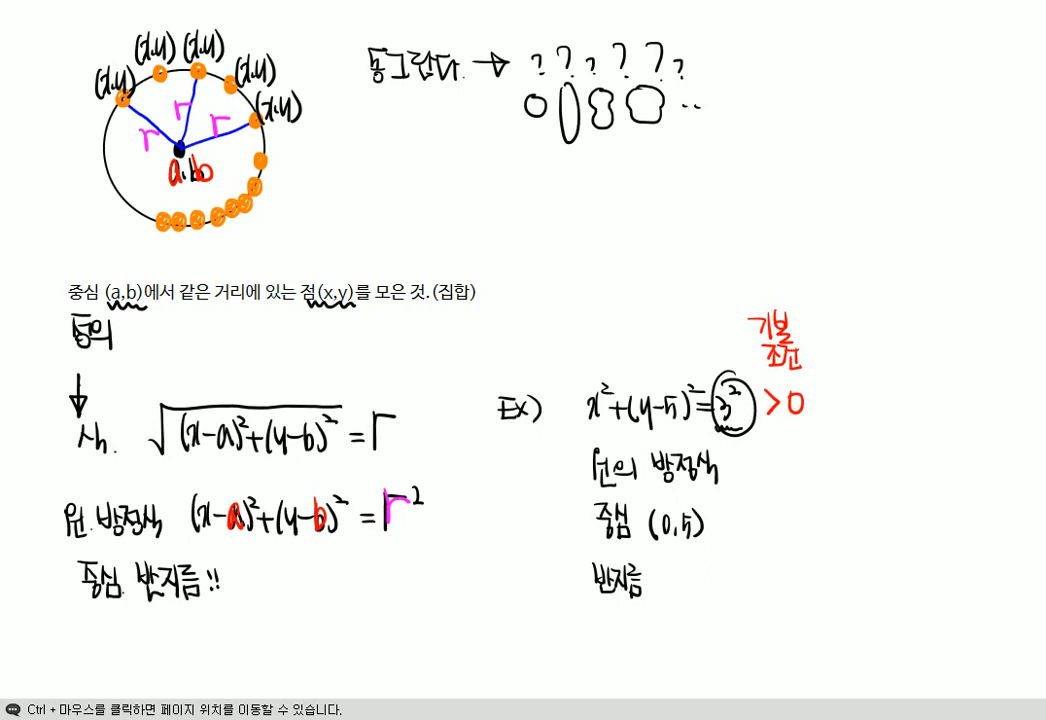 (x,y) (x,y)
(x,y) (x,y)
(x,y)
r r r
a,b
동그랗다. → ? ? ? ? ? ?
중심 (a,b)에서 같은 거리에 있는 점(x,y)를 모은 것.(집합)
정의
↓
식.
√(x-a)²+(y-b)² = r
원. 방정식 (x-a)²+(y-b)² = r²
중심. 반지름!!
기본
조건
Ex) x²+(y-5)²=3² > 0
원의 방정식
중심 (0,5)
반지름
Ctrl + 마우스를 클릭하면 페이지 위치를 이동할 수 있습니다.